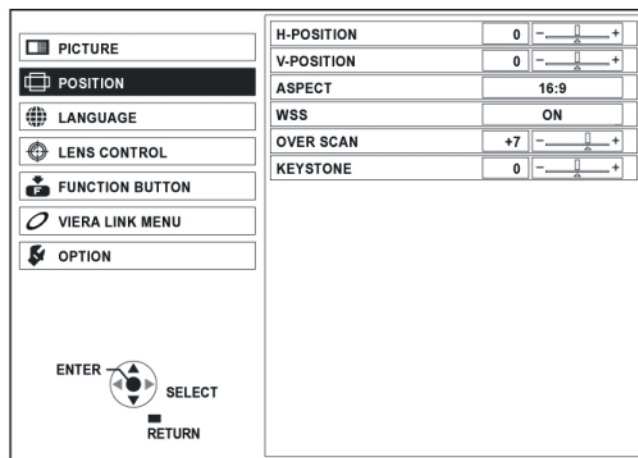 PICTURE
POSITION
LANGUAGE
LENS CONTROL
F FUNCTION BUTTON
VIERA LINK MENU
OPTION
ENTER
SELECT
RETURN
H-POSITION 0 - +
V-POSITION 0 - +
ASPECT 16:9
WSS ON
OVER SCAN +7 - +
KEYSTONE 0 - +